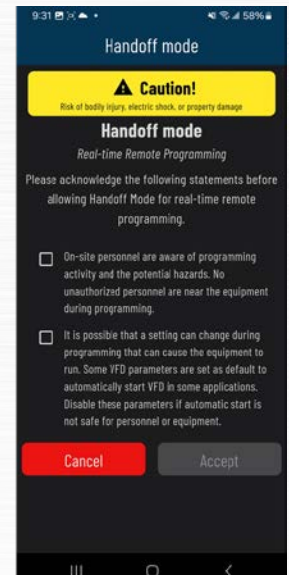 9:31
58%
Handoff mode
Caution!
Risk of bodily injury, electric shock, or property damage
Handoff mode
Real-time Remote Programming
Please acknowledge the following statements before
allowing Handoff Mode for real-time remote
programming.
On-site personnel are aware of programming
activity and the potential hazards. No
unauthorized personnel are near the equipment
during programming.
It is possible that a setting can change during
programming that can cause the equipment to
run. Some VFD parameters are set as default to
automatically start VFD in some applications.
Disable these parameters if automatic start is
not safe for personnel or equipment.
Cancel
Accept